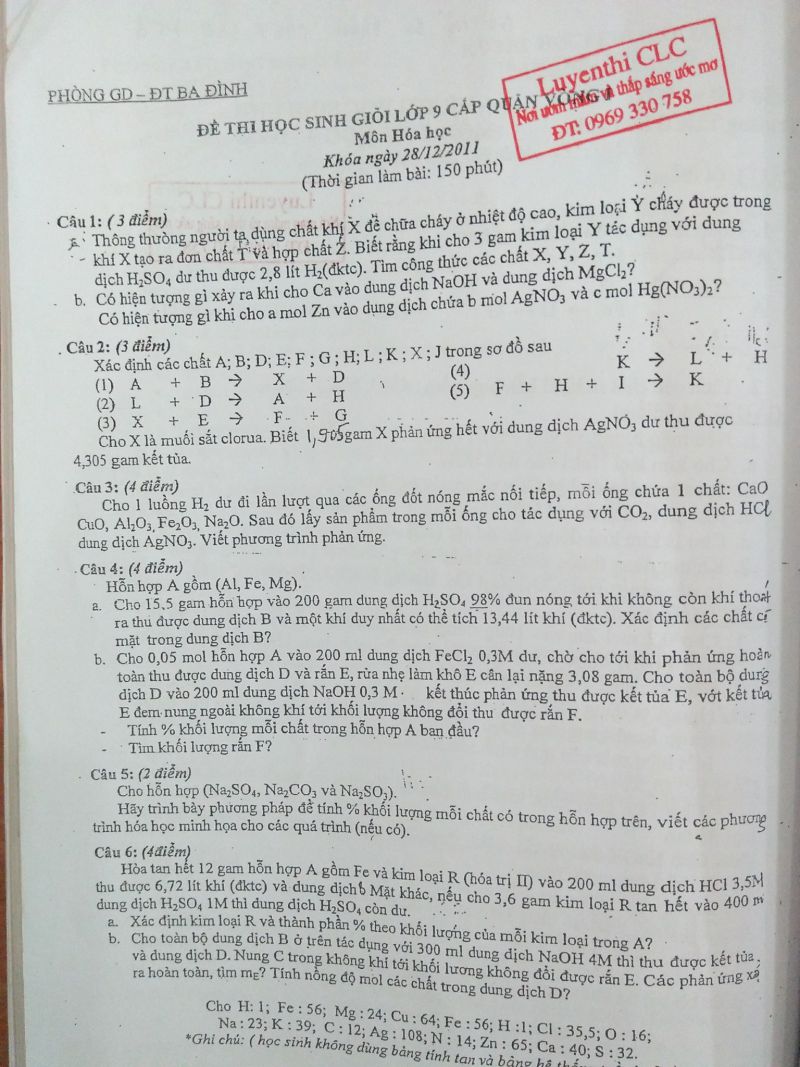 PHÒNG GD – ĐT BA ĐÌNH
Luyenthi CLC
Nơi ươm mầm và thắp sáng ước mơ
ĐT: 0969 330 758
ĐỀ THI HỌC SINH GIỎI LỚP 9 CẤP QUẬN VÒNG 1
Môn Hóa học
Khóa ngày 28/12/2011
(Thời gian làm bài: 150 phút)
Câu 1: (3 điểm)
a. Thông thường người ta dùng chất khí X để chữa cháy ở nhiệt độ cao, kim loại Y cháy được trong
khí X tạo ra đơn chất T và hợp chất Z. Biết rằng khi cho 3 gam kim loại Y tác dụng với dung
dịch H₂SO₄ dư thu được 2,8 lít H₂(đktc). Tìm công thức các chất X, Y, Z, T.
b. Có hiện tượng gì xảy ra khi cho Ca vào dung dịch NaOH và dung dịch MgCl₂?
Có hiện tượng gì khi cho a mol Zn vào dung dịch chứa b mol AgNO₃ và c mol Hg(NO₃)₂?
Câu 2: (3 điểm)
Xác định các chất A; B; D; E; F ; G ; H; L ; K ; X ; J trong sơ đồ sau
(1) A + B → X + D (4) K → L + H
(2) L + D → A + H (5) F + H + I → K
(3) X + E → F + G
Cho X là muối sắt clorua. Biết 1,905gam X phản ứng hết với dung dịch AgNO₃ dư thu được
4,305 gam kết tủa.
Câu 3: (4 điểm)
Cho 1 luồng H₂ dư đi lần lượt qua các ống đốt nóng mắc nối tiếp, mỗi ống chứa 1 chất: CaO
CuO, Al₂O₃, Fe₂O₃, Na₂O. Sau đó lấy sản phẩm trong mỗi ống cho tác dụng với CO₂, dung dịch HCl
dung dịch AgNO₃. Viết phương trình phản ứng.
Câu 4: (4 điểm)
Hỗn hợp A gồm (Al, Fe, Mg).
a. Cho 15,5 gam hỗn hợp vào 200 gam dung dịch H₂SO₄ 98% đun nóng tới khi không còn khí thoát
ra thu được dung dịch B và một khí duy nhất có thể tích 13,44 lít khí (đktc). Xác định các chất có
mặt trong dung dịch B?
b. Cho 0,05 mol hỗn hợp A vào 200 ml dung dịch FeCl₂ 0,3M dư, chờ cho tới khi phản ứng hoàn
toàn thu được dung dịch D và rắn E, rửa nhẹ làm khô E cân lại nặng 3,08 gam. Cho toàn bộ dung
dịch D vào 200 ml dung dịch NaOH 0,3 M kết thúc phản ứng thu được kết tủa E, vớt kết tủa
E đem nung ngoài không khí tới khối lượng không đổi thu được rắn F.
- Tính % khối lượng mỗi chất trong hỗn hợp A ban đầu?
- Tìm khối lượng rắn F?
Câu 5: (2 điểm)
Cho hỗn hợp (Na₂SO₄, Na₂CO₃ và Na₂SO₃).
Hãy trình bày phương pháp để tính % khối lượng mỗi chất có trong hỗn hợp trên, viết các phương
trình hóa học minh họa cho các quá trình (nếu có).
Câu 6: (4điểm)
Hòa tan hết 12 gam hỗn hợp A gồm Fe và kim loại R (hóa trị II) vào 200 ml dung dịch HCl 3,5M
thu được 6,72 lít khí (đktc) và dung dịch b Mặt khác, nếu cho 3,6 gam kim loại R tan hết vào 400 m
dung dịch H₂SO₄ 1M thì dung dịch H₂SO₄ còn dư.
a. Xác định kim loại R và thành phần % theo khối lượng của mỗi kim loại trong A?
b. Cho toàn bộ dung dịch B ở trên tác dụng với 300 ml dung dịch NaOH 4M thì thu được kết tủa
và dung dịch D. Nung C trong không khí tới khối lượng không đổi được rắn E. Các phản ứng xả
ra hoàn toàn, tìm m_E? Tính nồng độ mol các chất trong dung dịch D?
Cho H: 1; Fe : 56; Mg : 24; Cu : 64; Fe : 56; H :1; Cl : 35,5; O : 16;
Na : 23; K : 39; C : 12; Ag : 108; N : 14; Zn : 65; Ca : 40; S : 32.
*Ghi chú: ( học sinh không dùng bảng tính tan và bảng hệ thống